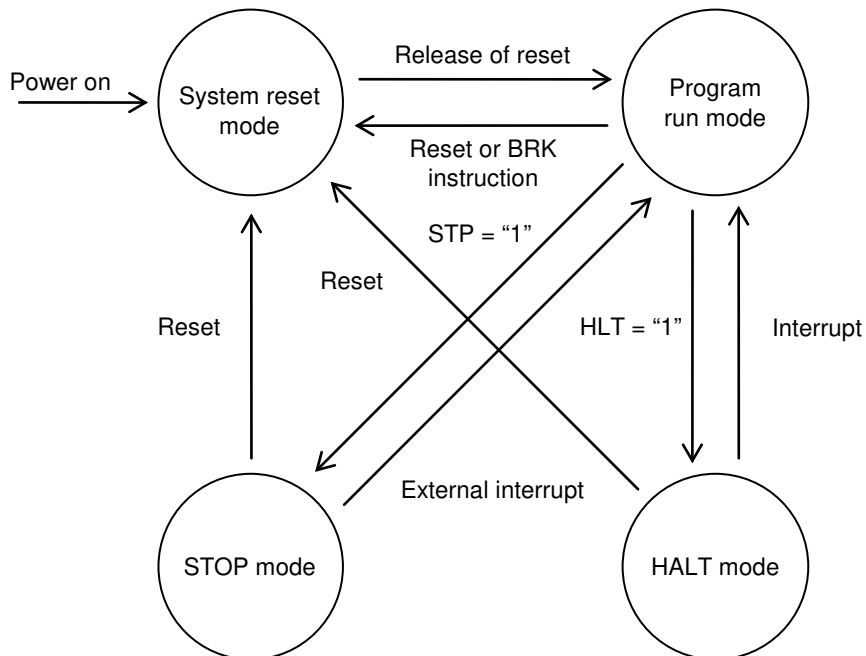 Release of reset
Power on
System reset
mode
Program
run mode
Reset or BRK
instruction
STP = “1”
Reset
Reset
HLT = “1”
Interrupt
External interrupt
STOP mode
HALT mode